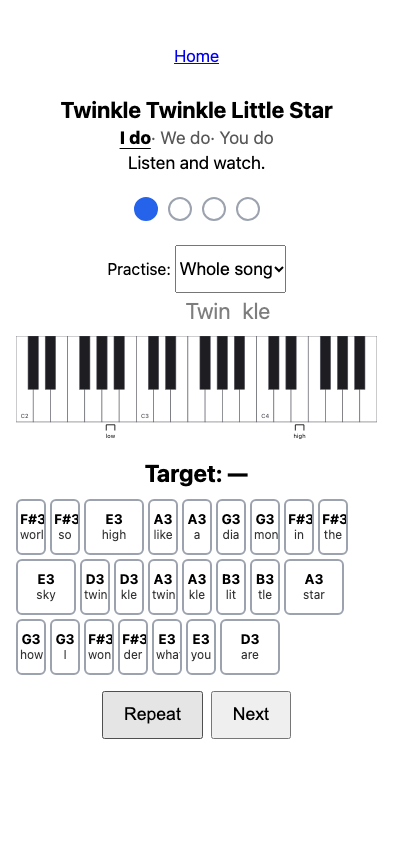 Home
Twinkle Twinkle Little Star
I do· We do· You do
Listen and watch.
Practise: Whole song
Twin kle
C2 C3 C4
low high
Target: —
F#3 F#3 E3 A3 A3 G3 G3 F#3 F#3
worl so high like a dia mon in the
E3 D3 D3 A3 A3 B3 B3 A3
sky twin kle twin kle lit tle star
G3 G3 F#3 F#3 E3 E3 D3
how I won der what you are
Repeat Next